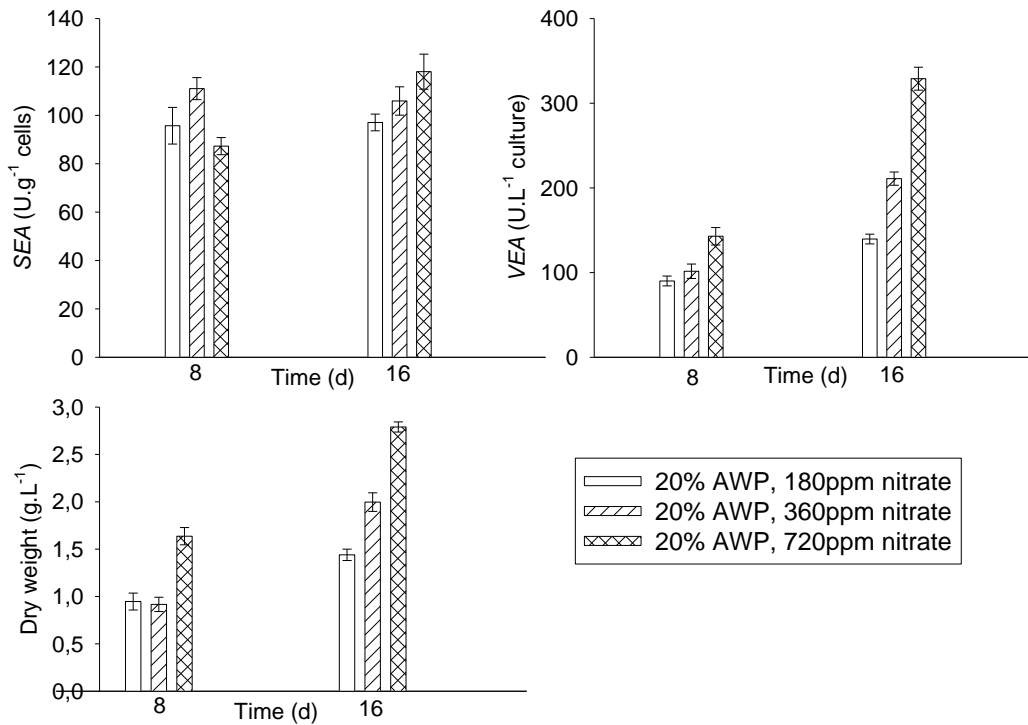 140
120
100
80
60
40
20
0
SEA (U.g⁻¹ cells)
8
Time (d)
16
400
300
200
100
0
VEA (U.L⁻¹ culture)
8
Time (d)
16
3,0
2,5
2,0
1,5
1,0
0,5
0,0
Dry weight (g.L⁻¹)
8
Time (d)
16
20% AWP, 180ppm nitrate
20% AWP, 360ppm nitrate
20% AWP, 720ppm nitrate